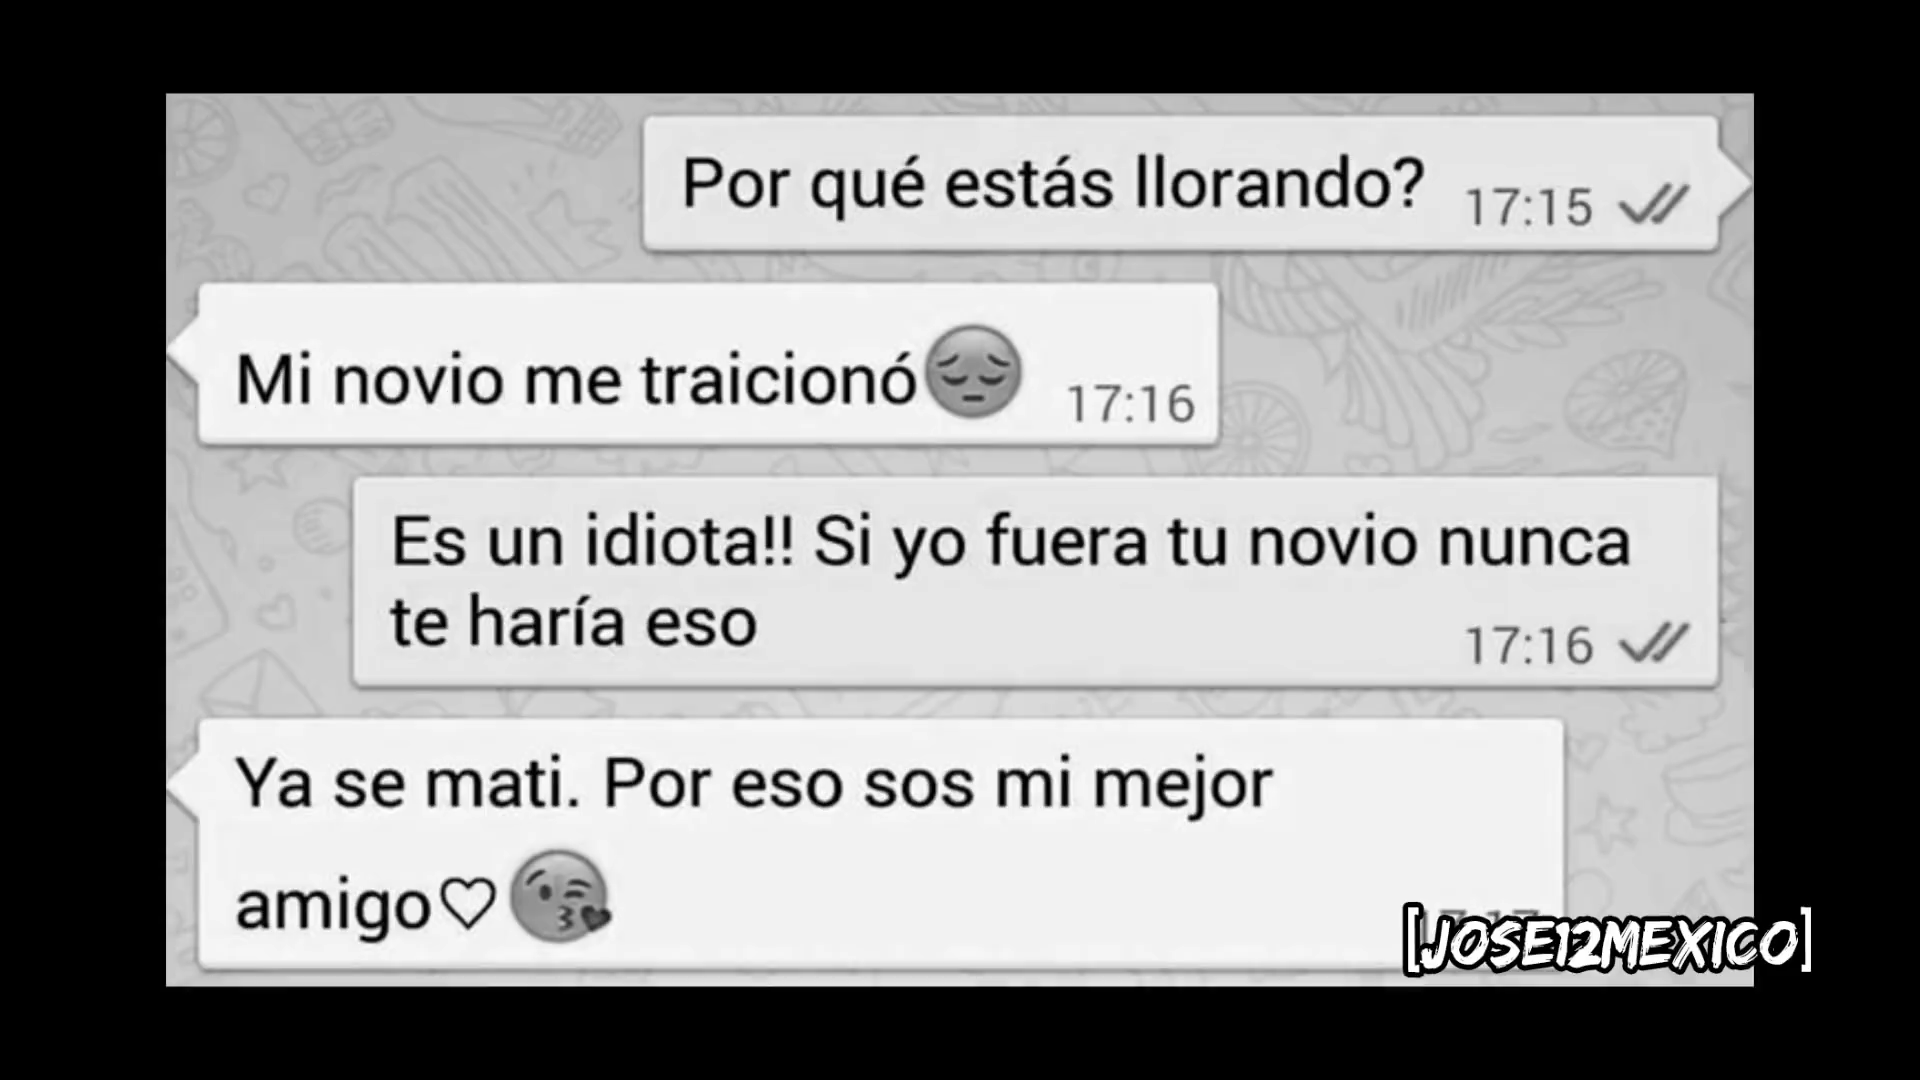 Por qué estás llorando? 17:15
Mi novio me traicionó 17:16
Es un idiota!! Si yo fuera tu novio nunca
te haría eso 17:16
Ya se mati. Por eso sos mi mejor
amigo♡😘
[JOSE12MEXICO]